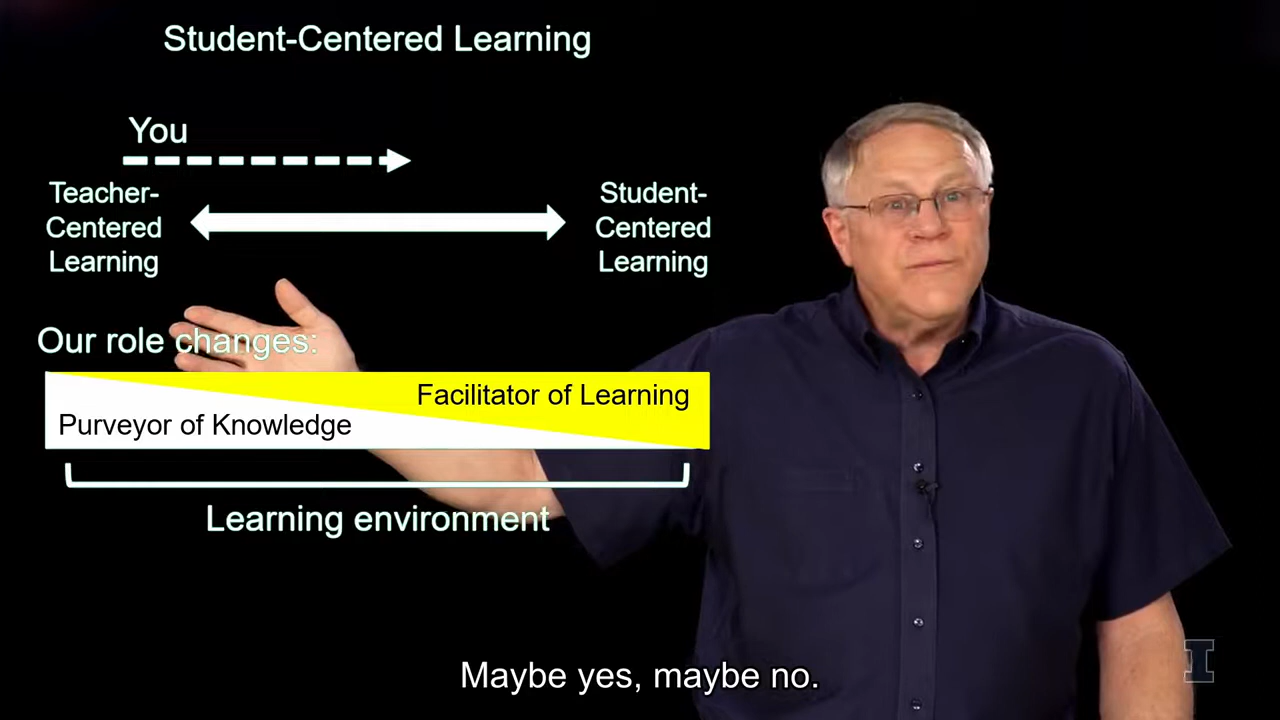 Student-Centered Learning
You
Teacher-
Centered
Learning
Student-
Centered
Learning
Our role changes:
Facilitator of Learning
Purveyor of Knowledge
Learning environment
Maybe yes, maybe no.
I